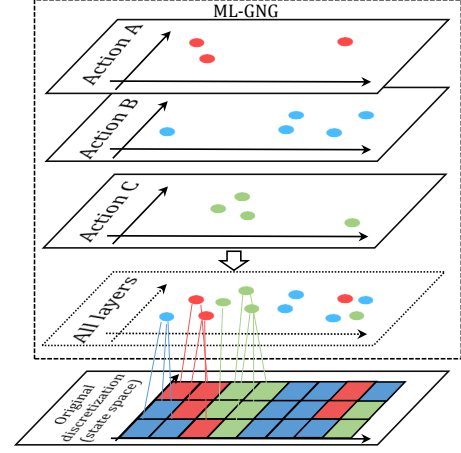 ML-GNG
Action A
Action B
Action C
All layers
Original
discretization
(state space)